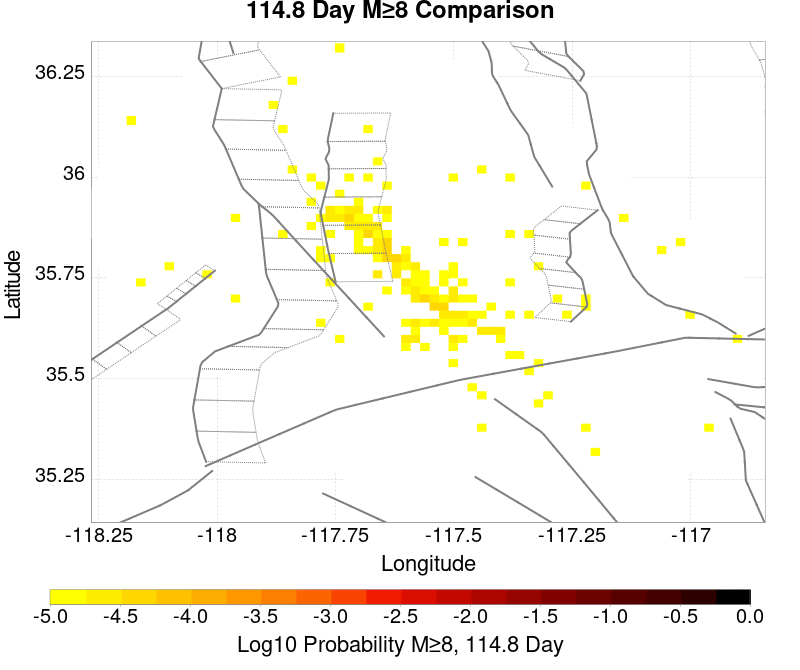 114.8 Day M≥8 Comparison
36.25
36
35.75
35.5
35.25
Latitude
-118.25 -118 -117.75 -117.5 -117.25 -117
Longitude
-5.0 -4.5 -4.0 -3.5 -3.0 -2.5 -2.0 -1.5 -1.0 -0.5 0.0
Log10 Probability M≥8, 114.8 Day